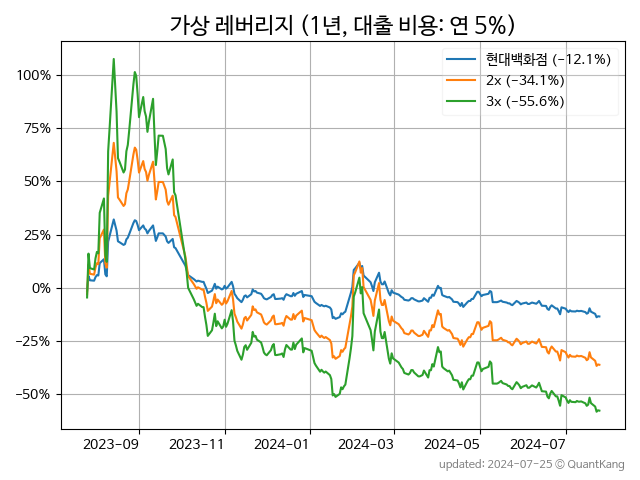 가상 레버리지 (1년, 대출 비용: 연 5%)
현대백화점 (−12.1%)
2x (−34.1%)
3x (−55.6%)
100%
75%
50%
25%
0%
−25%
−50%
2023-09
2023-11
2024-01
2024-03
2024-05
2024-07
updated: 2024-07-25 © QuantKang